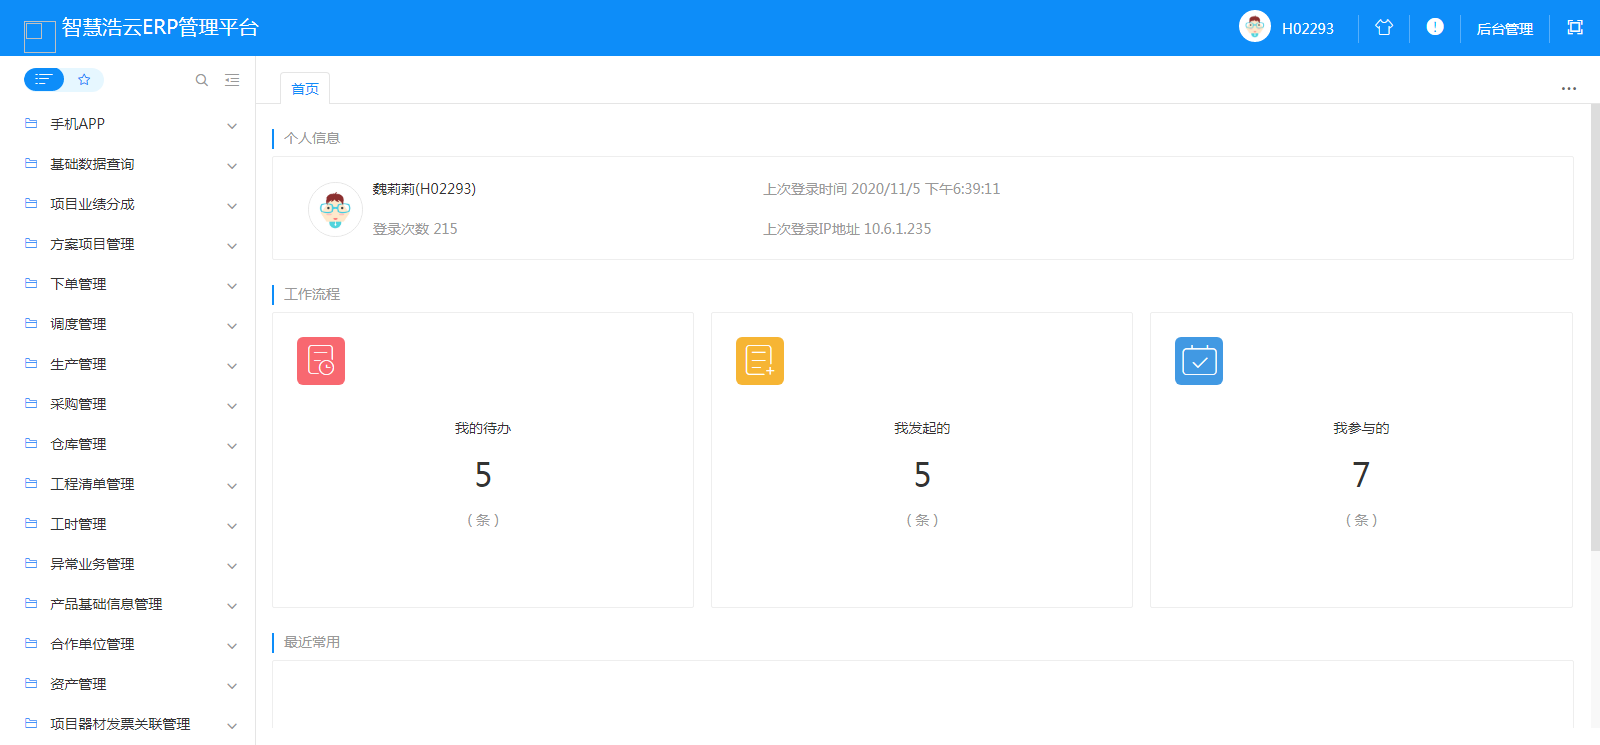 智慧浩云ERP管理平台
H02293
后台管理
首页
手机APP
基础数据查询
项目业绩分成
方案项目管理
下单管理
调度管理
生产管理
采购管理
仓库管理
工程清单管理
工时管理
异常业务管理
产品基础信息管理
合作单位管理
资产管理
项目器材发票关联管理
个人信息
魏莉莉(H02293)
上次登录时间 2020/11/5 下午6:39:11
登录次数 215
上次登录IP地址 10.6.1.235
工作流程
我的待办
5
（条）
我发起的
5
（条）
我参与的
7
（条）
最近常用